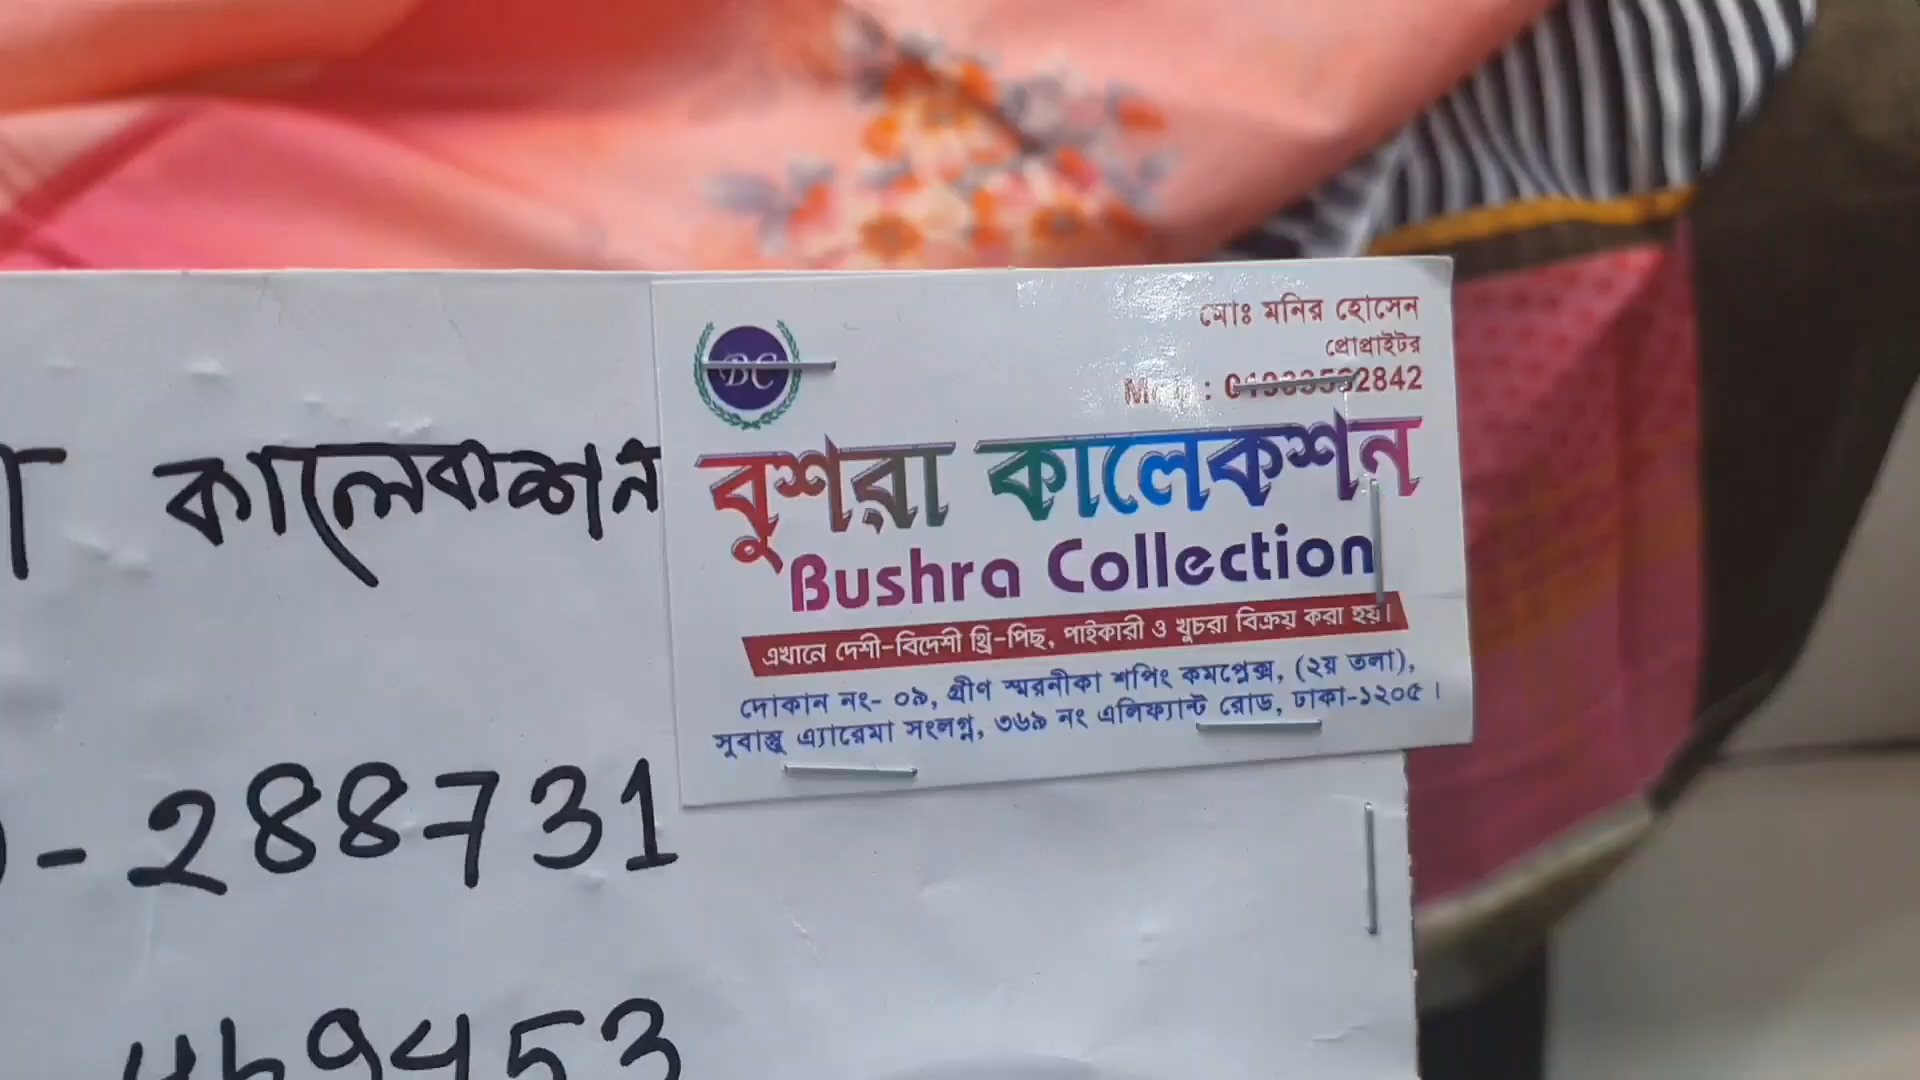 BC
মোঃ মনির হোসেন
প্রোপ্রাইটর
বুশরা কালেকশন
Bushra Collection
এখানে দেশী-বিদেশী থ্রি-পিছ, পাইকারী ও খুচরা বিক্রয় করা হয়।
দোকান নং- ০৯, গ্রীণ স্মরনীকা শপিং কমপ্লেক্স, (২য় তলা),
সুবাস্তু এ্যারেমা সংলগ্ন, ৩৬৯ নং এলিফ্যান্ট রোড, ঢাকা-১২০৫।
কালেকশন
-288731